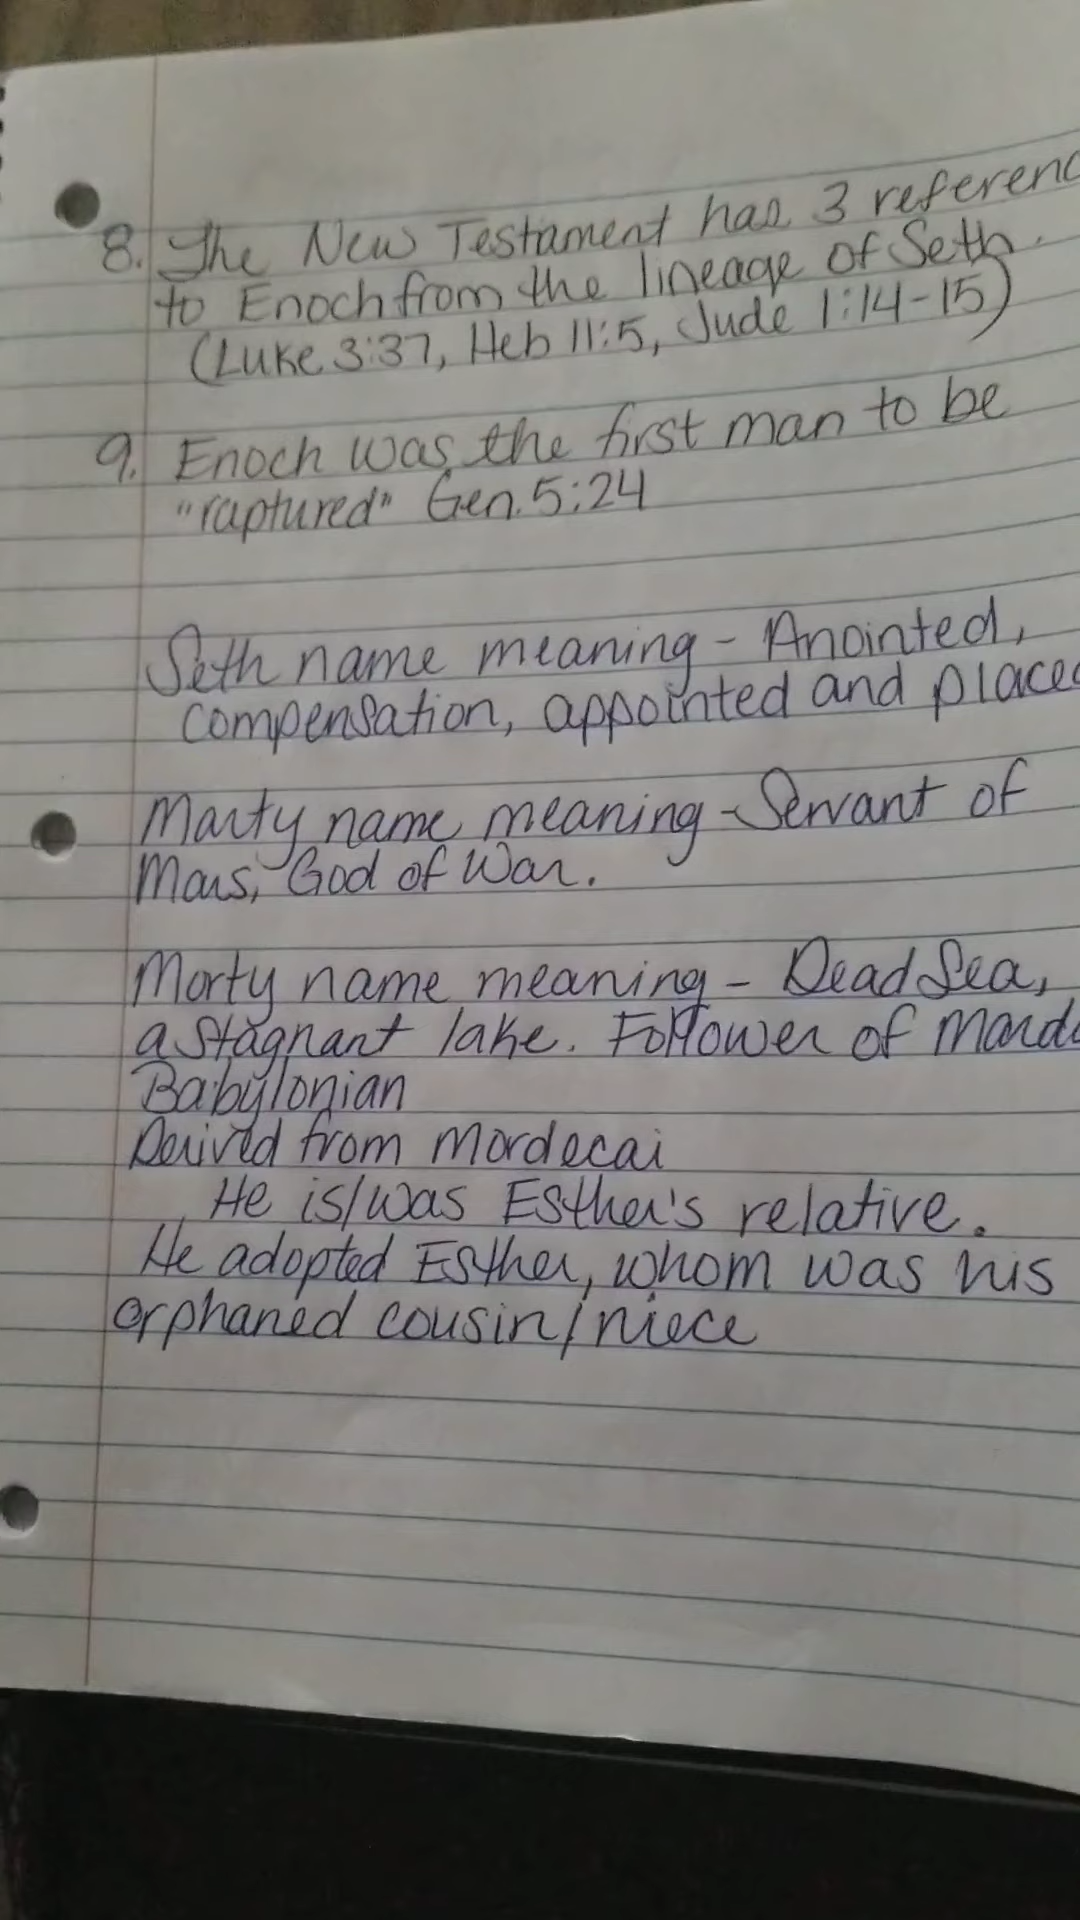 8. The New Testament has 3 referenc
to Enoch from the lineage of Seth.
(Luke 3:37, Heb 11:5, Jude 1:14-15)
9. Enoch was the first man to be
"raptured" Gen. 5:24
Seth name meaning - Anointed,
compensation, appointed and placed
Marty name meaning - Servant of
Mars, God of War.
Morty name meaning - Dead Sea,
a stagnant lake. Follower of Mardu
Babylonian
Derived from Mordecai
He is/was Esther's relative.
He adopted Esther, whom was his
orphaned cousin/niece